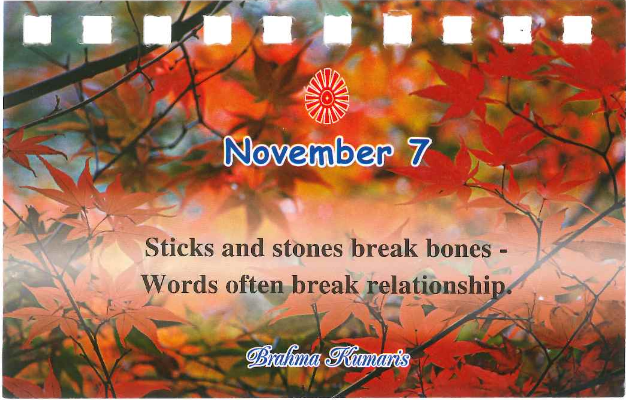 November 7
Sticks and stones break bones -
Words often break relationship.
Brahma Kumaris